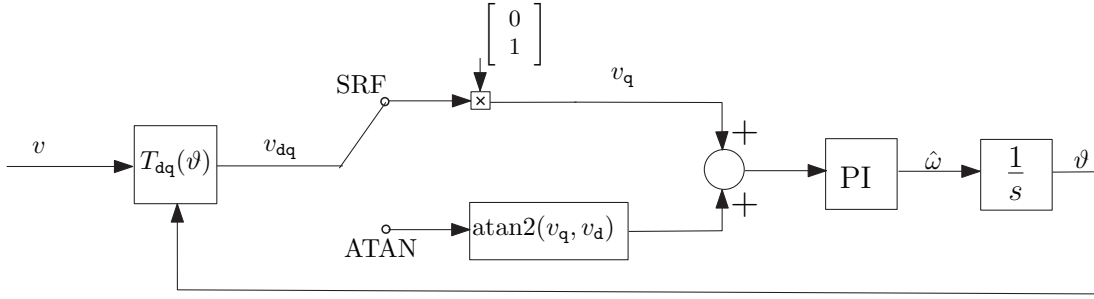 0
1
SRF
v_q
v
T_dq(ϑ)
v_dq
+
×
PI
ω̂
1
s
ϑ
ATAN
atan2(v_q, v_d)
+